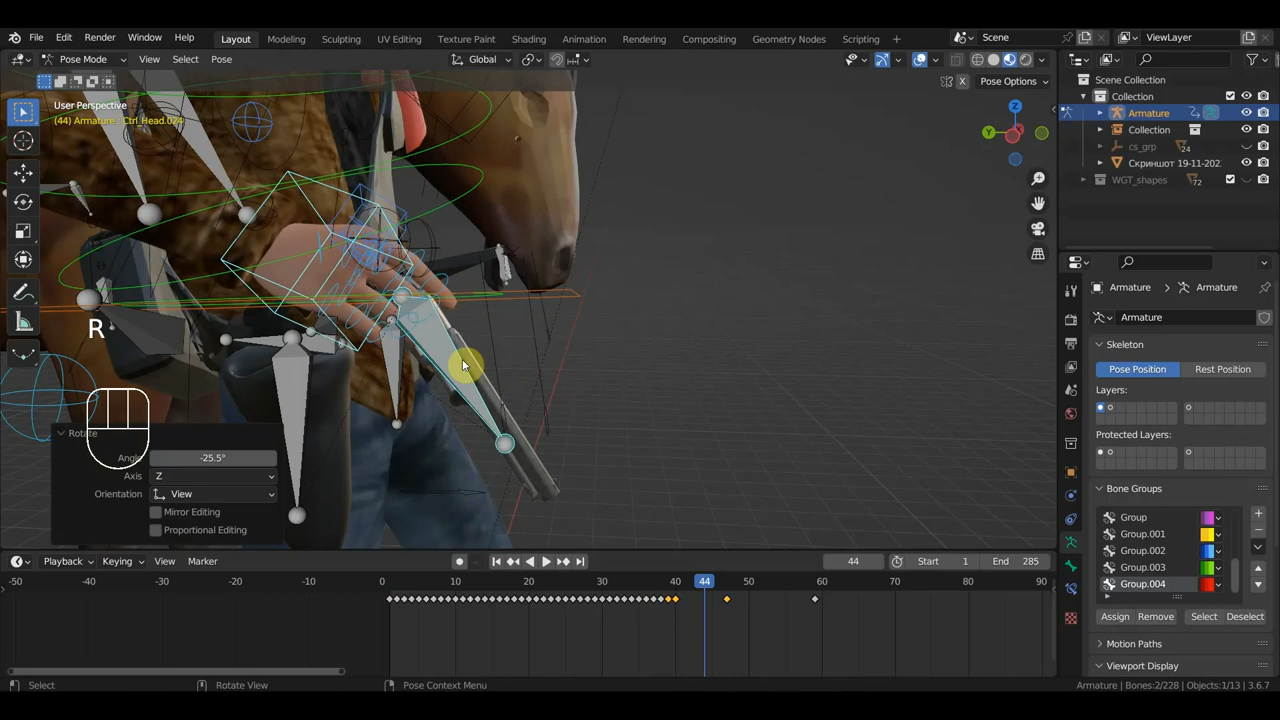 File Edit Render Window Help Layout Modeling Sculpting UV Editing Texture Paint Shading Animation Rendering Compositing Geometry Nodes Scripting + Scene ViewLayer
Pose Mode View Select Pose Global
X Pose Options
User Perspective
(44) Armature : Ctrl_Head.024
Z
Y
R
Rotate
Angle -25.5°
Axis Z
Orientation View
Mirror Editing
Proportional Editing
Playback Keying View Marker 44 Start 1 End 285
-50 -40 -30 -20 -10 0 10 20 30 40 44 50 60 70 80 90
Select Rotate View Pose Context Menu
Scene Collection
Collection
Armature
Collection
cs_grp 24
Скриншот 19-11-202
WGT_shapes 72
Armature Armature
Armature
Skeleton
Pose Position Rest Position
Layers:
Protected Layers:
Bone Groups
Group
Group.001
Group.002
Group.003
Group.004
Assign Remove Select Deselect
Motion Paths
Viewport Display
Armature | Bones:2/228 | Objects:1/13 | 3.6.7